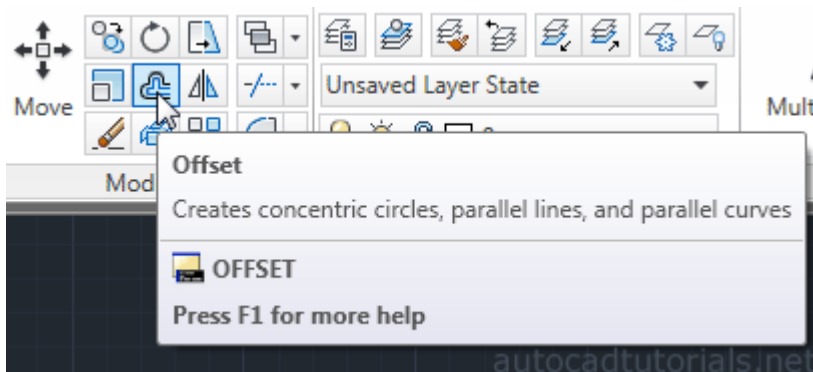 Move
Unsaved Layer State
Mult
Mod
Offset
Creates concentric circles, parallel lines, and parallel curves
OFFSET
Press F1 for more help
autocadtutorials.net